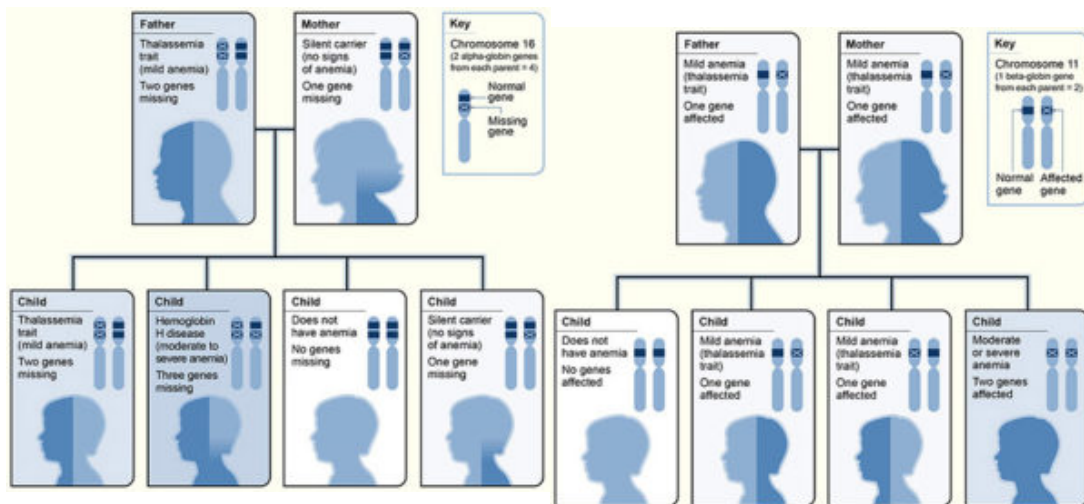 Father
Thalassemia
trait
(mild anemia)
Two genes
missing
Mother
Silent carrier
(no signs
of anemia)
One gene
missing
Key
Chromosome 16
(2 alpha-globin genes
from each parent = 4)
Normal
gene
Missing
gene
Child
Thalassemia
trait
(mild anemia)
Two genes
missing
Child
Hemoglobin
H disease
(moderate to
severe anemia)
Three genes
missing
Child
Does not
have anemia
No genes
missing
Child
Silent carrier
(no signs
of anemia)
One gene
missing
Father
Mild anemia
(thalassemia
trait)
One gene
affected
Mother
Mild anemia
(thalassemia
trait)
One gene
affected
Key
Chromosome 11
(1 beta-globin gene
from each parent = 2)
Normal
gene
Affected
gene
Child
Does not
have anemia
No genes
affected
Child
Mild anemia
(thalassemia
trait)
One gene
affected
Child
Mild anemia
(thalassemia
trait)
One gene
affected
Child
Moderate
or severe
anemia
Two genes
affected